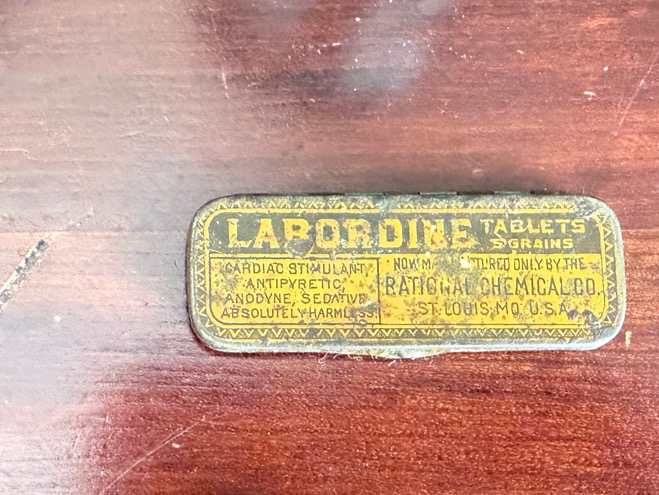 LABORDINE
TABLETS
5 GRAINS
CARDIAC STIMULANT,
ANTIPYRETIC,
ANODYNE, SEDATIVE,
ABSOLUTELY HARMLESS.
NOW ONLY BY THE
RATIONAL CHEMICAL CO.
ST. LOUIS, MO. U.S.A.